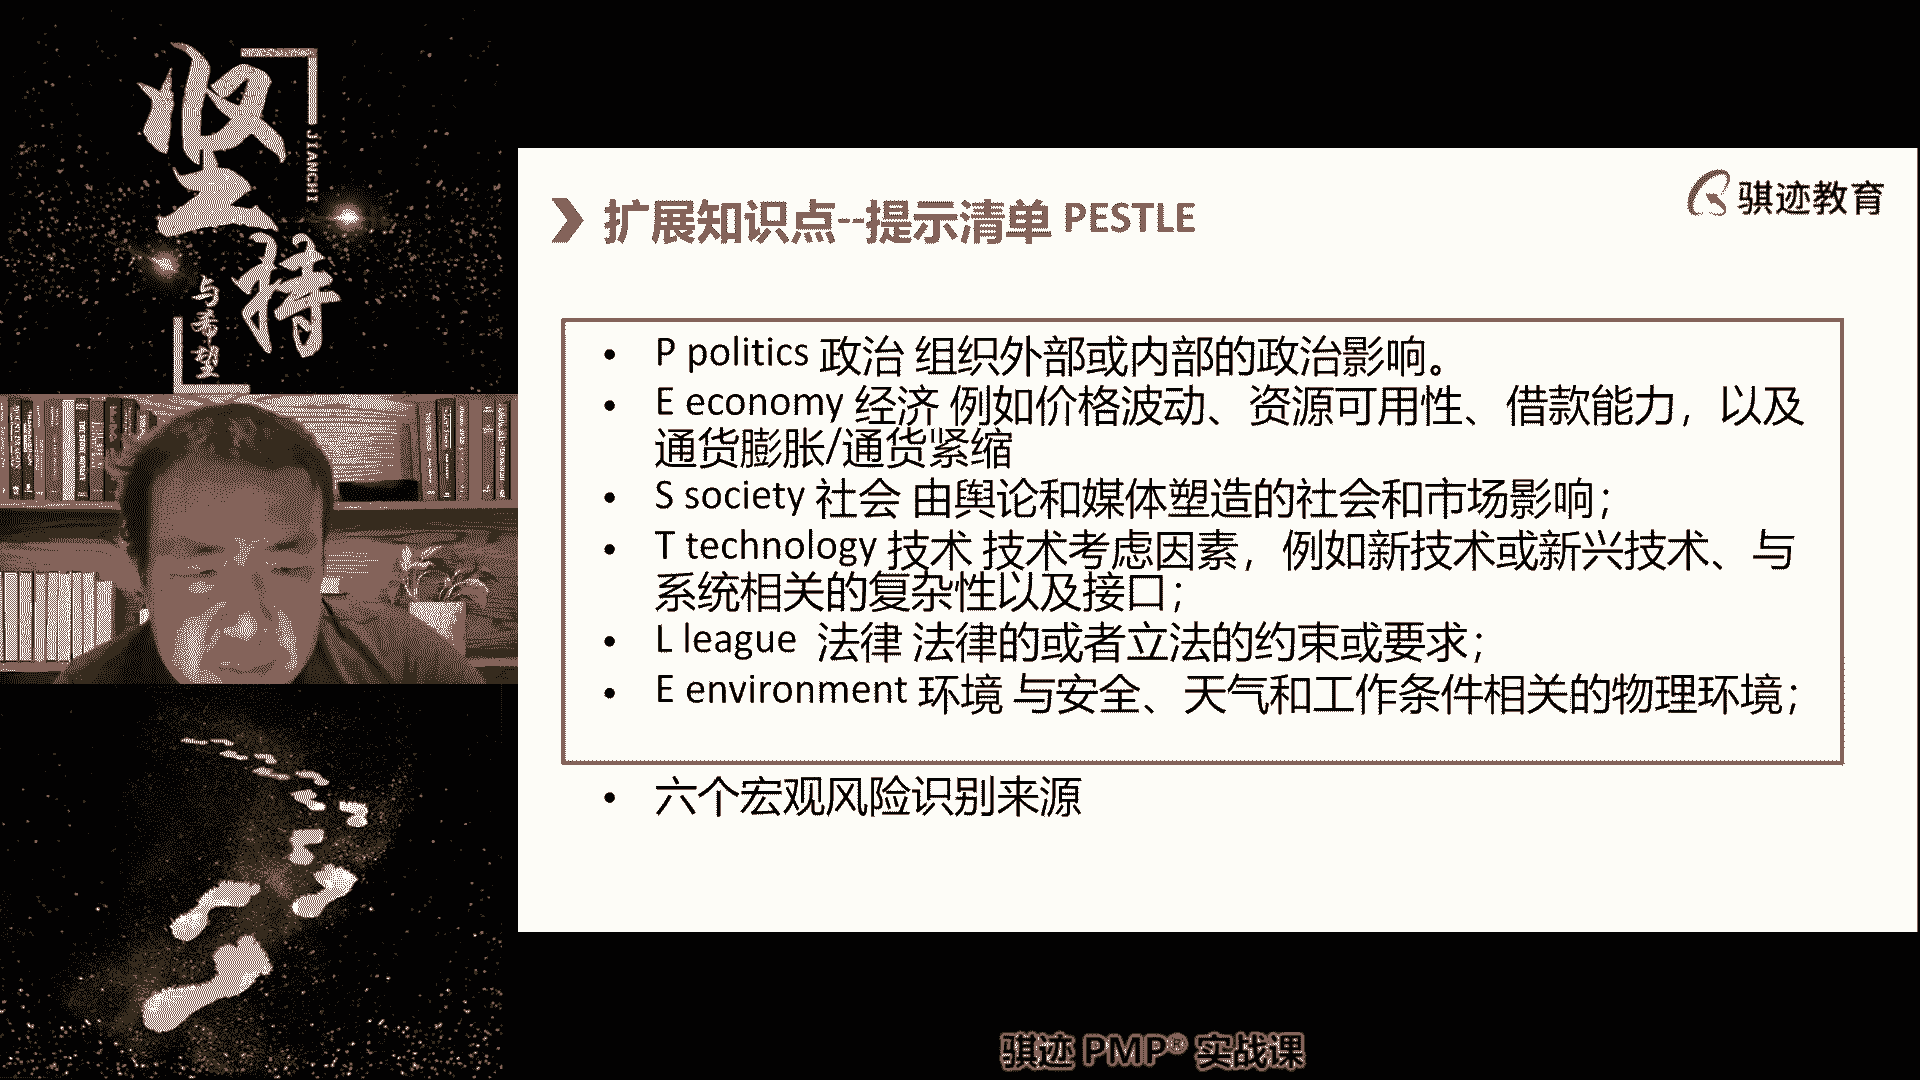 坚持
JIANCHI
与希望
骐迹教育
扩展知识点--提示清单 PESTLE
• P politics 政治 组织外部或内部的政治影响。
• E economy 经济 例如价格波动、资源可用性、借款能力，以及
通货膨胀/通货紧缩
• S society 社会 由舆论和媒体塑造的社会和市场影响；
• T technology 技术 技术考虑因素，例如新技术或新兴技术、与
系统相关的复杂性以及接口；
• L league 法律 法律的或者立法的约束或要求；
• E environment 环境 与安全、天气和工作条件相关的物理环境；
• 六个宏观风险识别来源
骐迹 PMP® 实战课